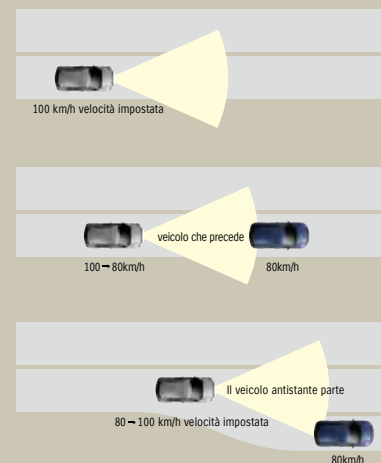 100 km/h velocità impostata
veicolo che precede
100→80km/h
80km/h
Il veicolo antistante parte
80→100 km/h velocità impostata
80km/h